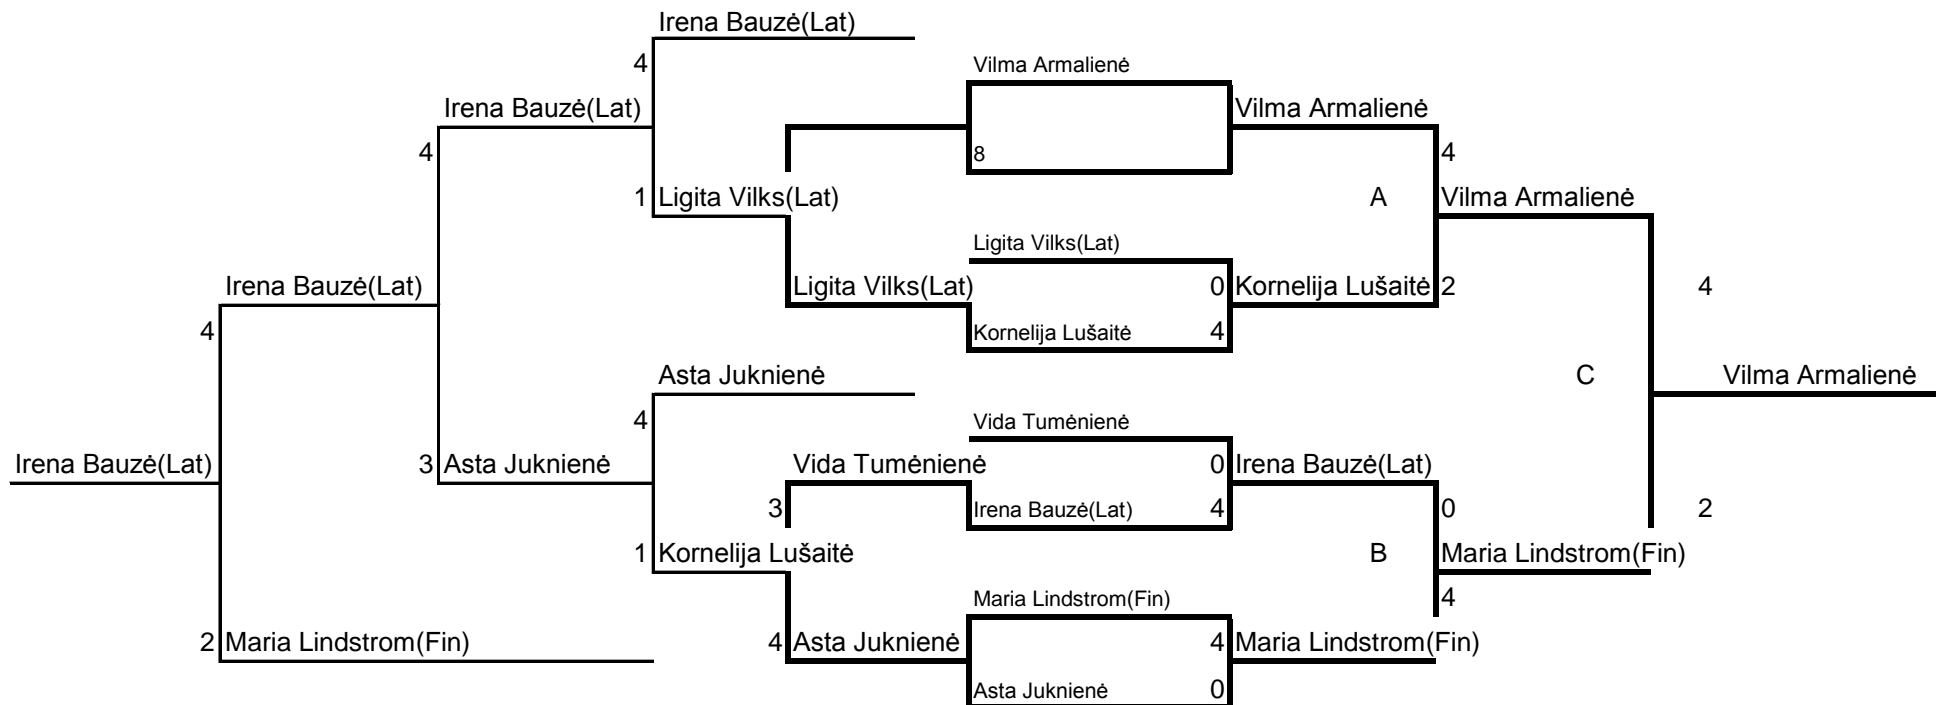 Irena Bauzė(Lat)
4
Vilma Armalienė
Irena Bauzė(Lat)
Vilma Armalienė
4
8
4
1 Ligita Vilks(Lat)
A
Vilma Armalienė
Ligita Vilks(Lat)
Irena Bauzė(Lat)
Ligita Vilks(Lat)
0 Kornelija Lušaitė 2
4
4
Kornelija Lušaitė 4
Asta Juknienė
C
Vilma Armalienė
4
Vida Tumėnienė
Irena Bauzė(Lat)
3 Asta Juknienė
Vida Tumėnienė
0 Irena Bauzė(Lat)
3
Irena Bauzė(Lat) 4
0
2
1 Kornelija Lušaitė
B
Maria Lindstrom(Fin)
Maria Lindstrom(Fin)
4
2 Maria Lindstrom(Fin)
4 Asta Juknienė
4 Maria Lindstrom(Fin)
Asta Juknienė 0